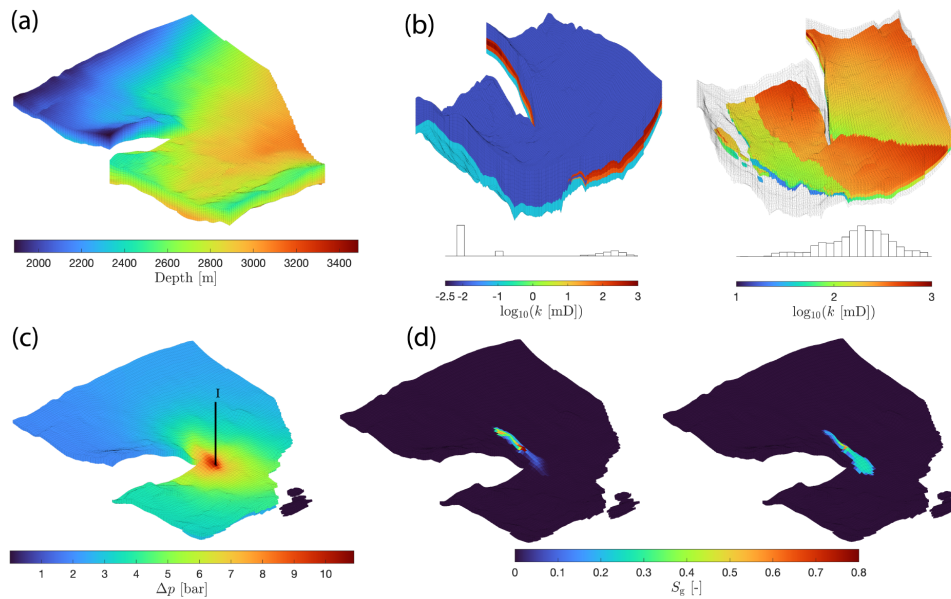 (a)
(b)
2000 2200 2400 2600 2800 3000 3200 3400
Depth [m]
-2.5 -2 -1 0 1 2 3
log10(k [mD])
1 2 3
log10(k [mD])
(c)
(d)
I
1 2 3 4 5 6 7 8 9 10
Δp [bar]
0 0.1 0.2 0.3 0.4 0.5 0.6 0.7 0.8
Sg [-]